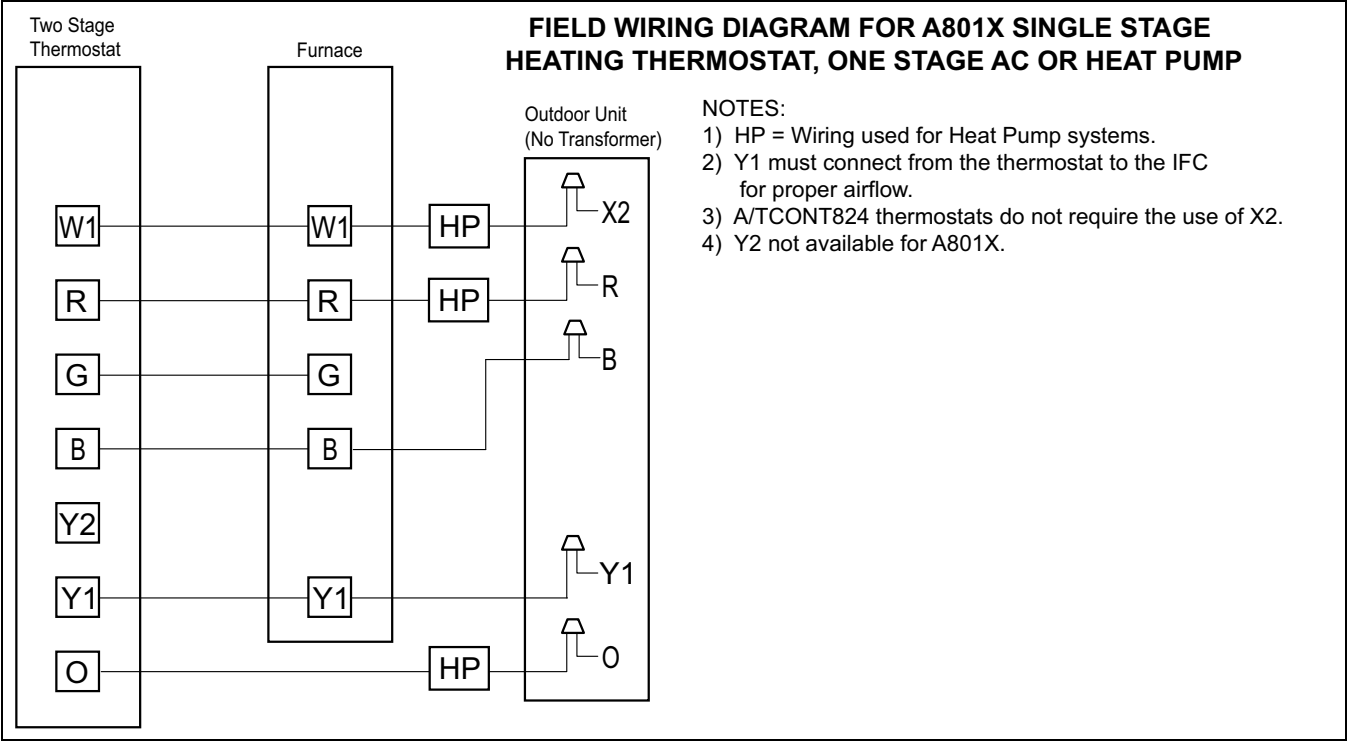 Two Stage
Thermostat
Furnace
FIELD WIRING DIAGRAM FOR A801X SINGLE STAGE
HEATING THERMOSTAT, ONE STAGE AC OR HEAT PUMP
Outdoor Unit
(No Transformer)
NOTES:
1) HP = Wiring used for Heat Pump systems.
2) Y1 must connect from the thermostat to the IFC
for proper airflow.
3) A/TCONT824 thermostats do not require the use of X2.
4) Y2 not available for A801X.
W1 W1 HP X2
R R HP R
G G
B B B
Y2
Y1 Y1 Y1
O HP O